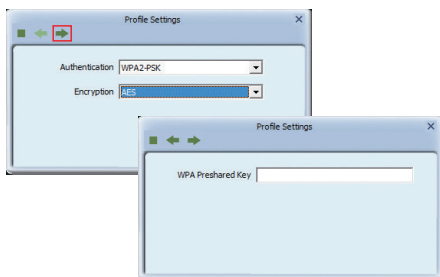 Profile Settings
Authentication WPA2-PSK
Encryption AES
Profile Settings
WPA Preshared Key